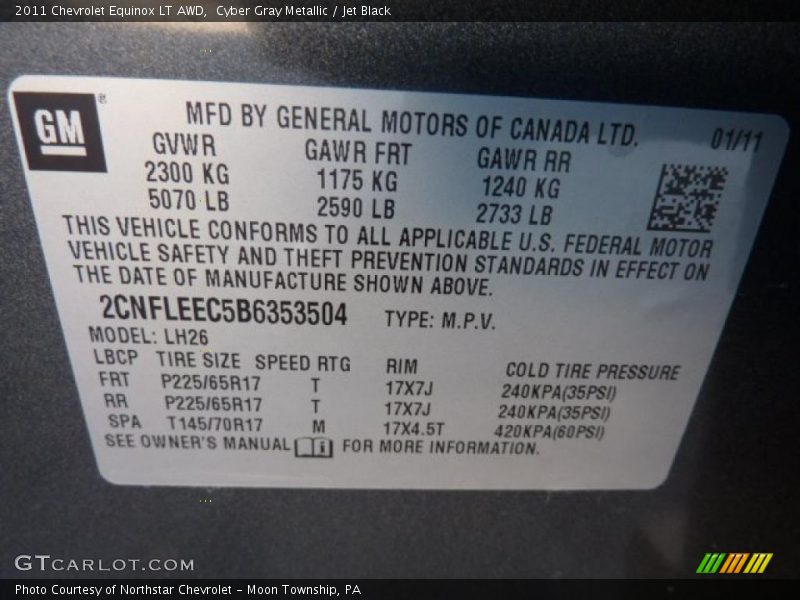 2011 Chevrolet Equinox LT AWD,  Cyber Gray Metallic / Jet Black
GM®
MFD BY GENERAL MOTORS OF CANADA LTD.
01/11
GVWR GAWR FRT GAWR RR
2300 KG 1175 KG 1240 KG
5070 LB 2590 LB 2733 LB
THIS VEHICLE CONFORMS TO ALL APPLICABLE U.S. FEDERAL MOTOR
VEHICLE SAFETY AND THEFT PREVENTION STANDARDS IN EFFECT ON
THE DATE OF MANUFACTURE SHOWN ABOVE.
2CNFLEEC5B6353504 TYPE: M.P.V.
MODEL: LH26
LBCP TIRE SIZE SPEED RTG RIM COLD TIRE PRESSURE
FRT P225/65R17 T 17X7J 240KPA(35PSI)
RR P225/65R17 T 17X7J 240KPA(35PSI)
SPA T145/70R17 M 17X4.5T 420KPA(60PSI)
SEE OWNER'S MANUAL i FOR MORE INFORMATION.
GTCARLOT.COM
Photo Courtesy of Northstar Chevrolet - Moon Township, PA